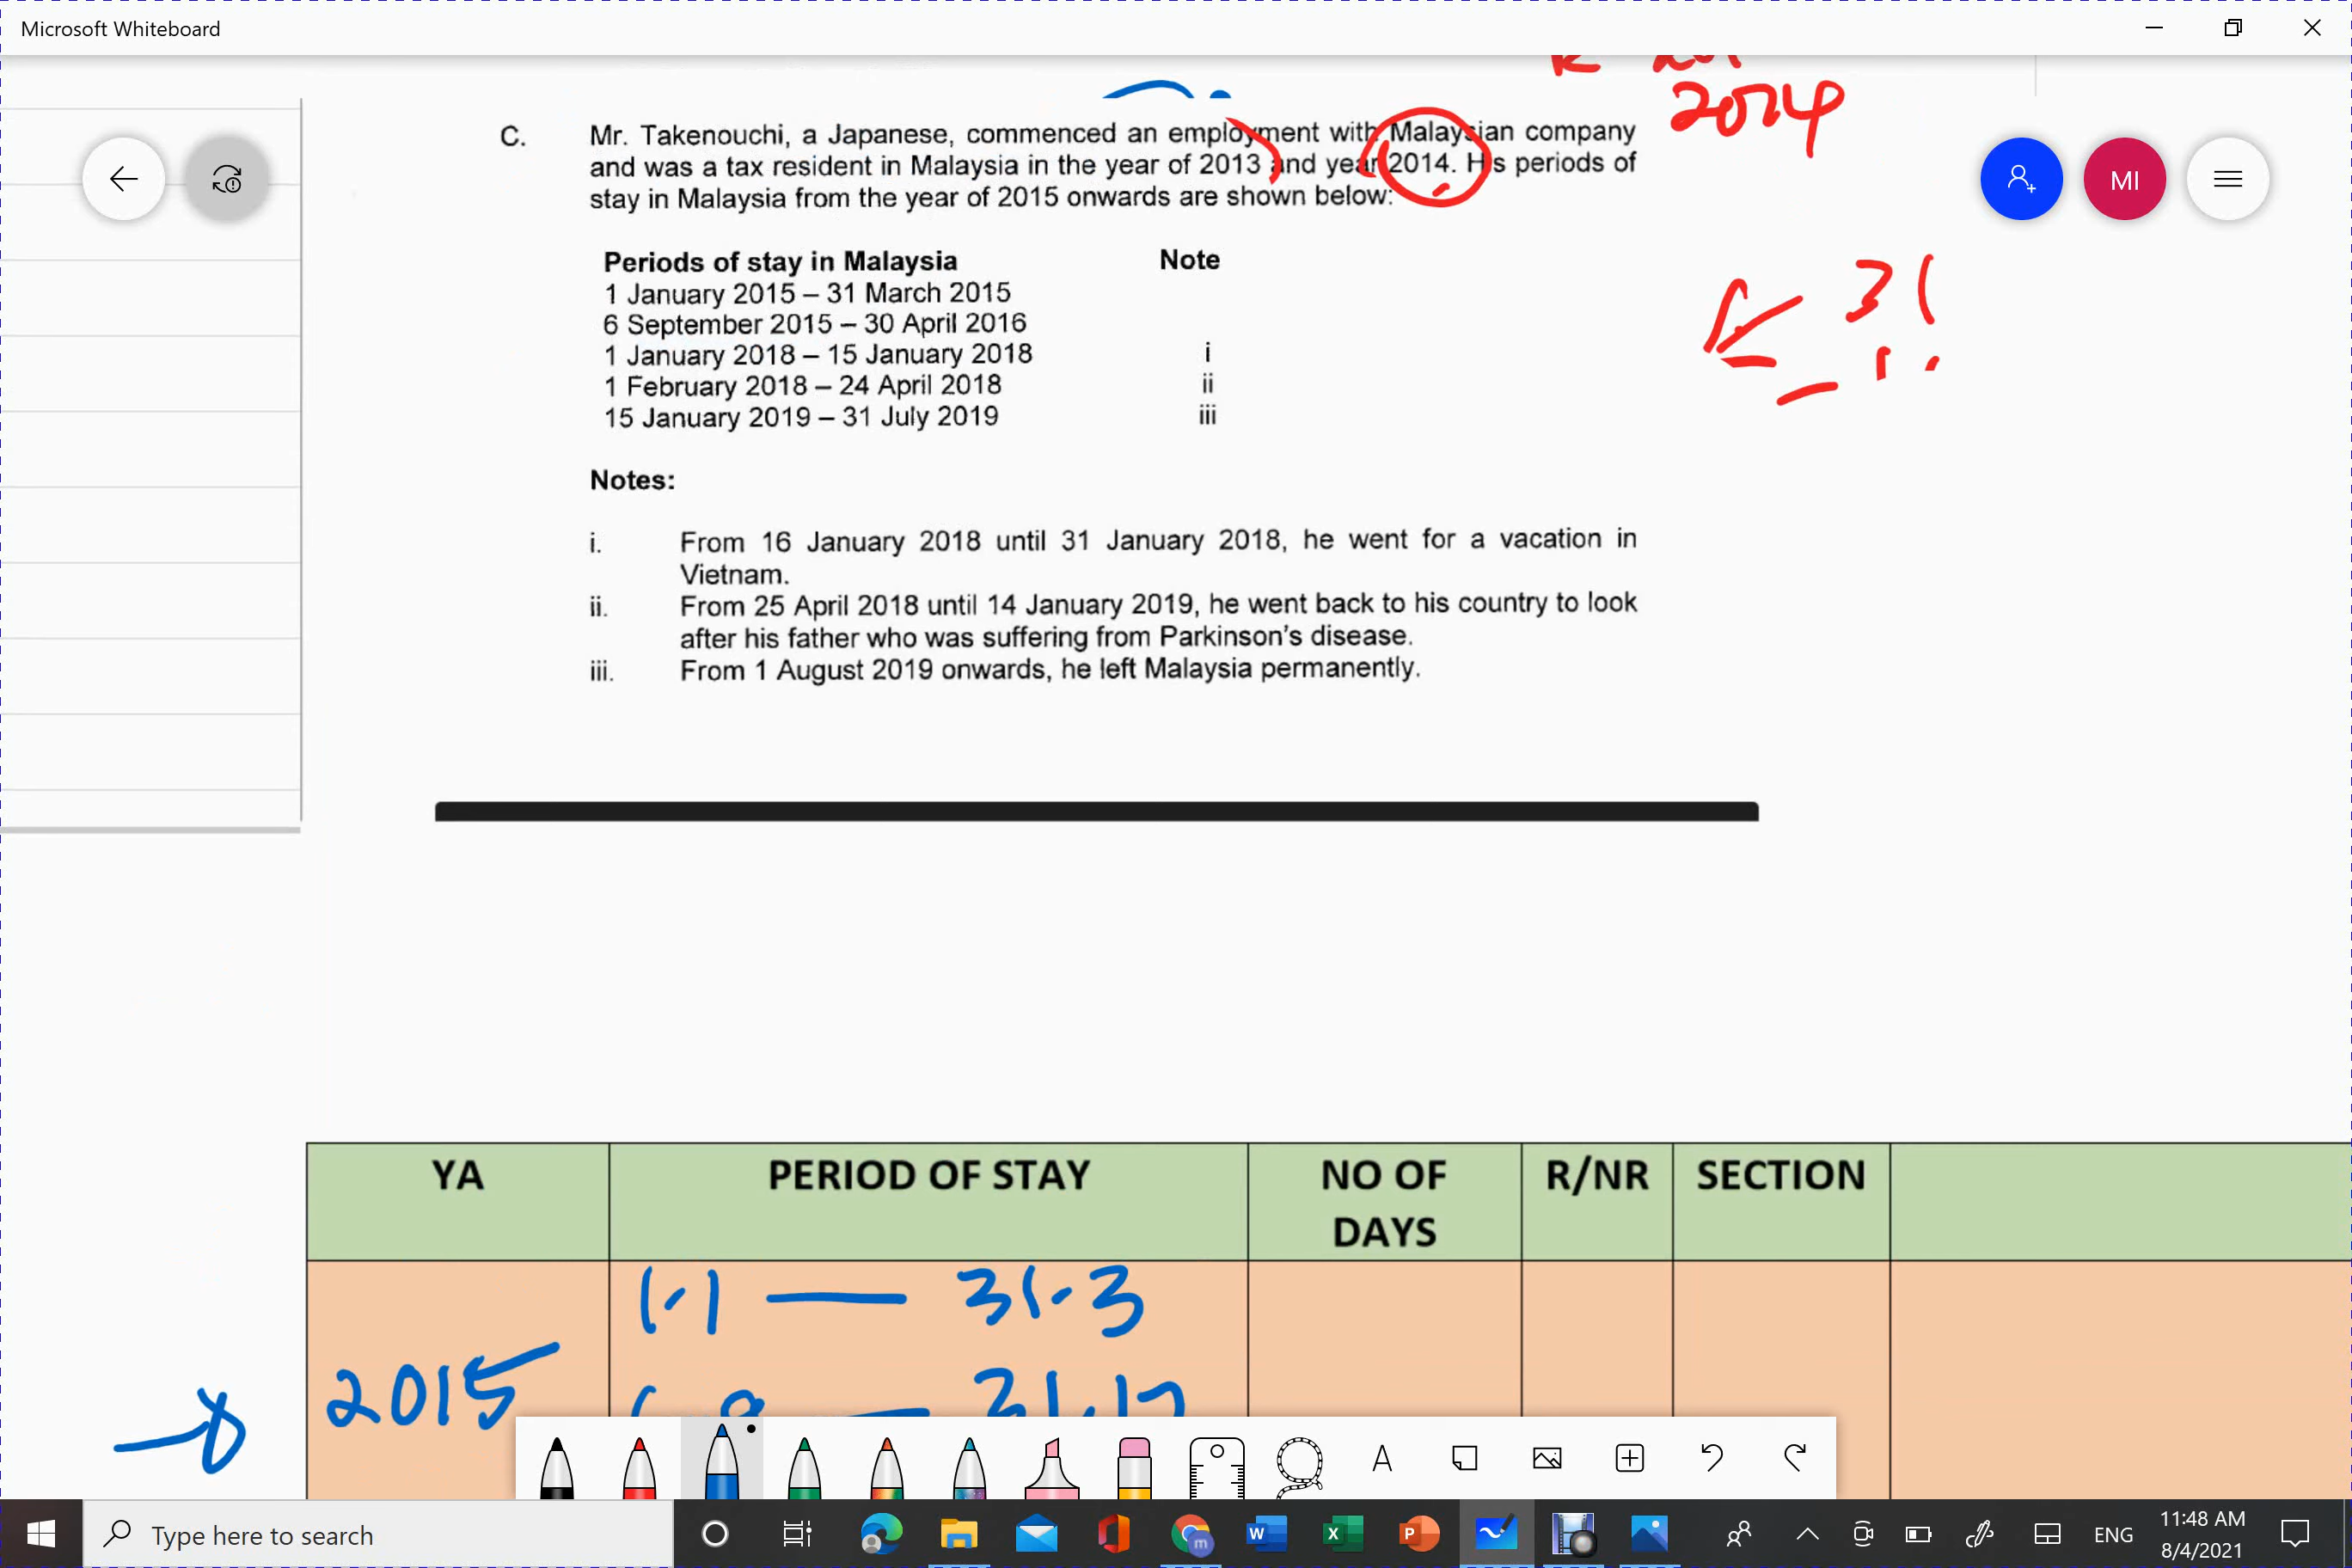 Microsoft Whiteboard
2014
C. Mr. Takenouchi, a Japanese, commenced an employment with Malaysian company
and was a tax resident in Malaysia in the year of 2013 and year 2014. His periods of
stay in Malaysia from the year of 2015 onwards are shown below:
MI
Periods of stay in Malaysia Note
1 January 2015 – 31 March 2015
6 September 2015 – 30 April 2016
1 January 2018 – 15 January 2018 i
1 February 2018 – 24 April 2018 ii
15 January 2019 – 31 July 2019 iii
31
Notes:
i. From 16 January 2018 until 31 January 2018, he went for a vacation in
Vietnam.
ii. From 25 April 2018 until 14 January 2019, he went back to his country to look
after his father who was suffering from Parkinson's disease.
iii. From 1 August 2019 onwards, he left Malaysia permanently.
YA PERIOD OF STAY NO OF DAYS R/NR SECTION
1.1 — 31.3
2015
31.12
Type here to search
ENG
11:48 AM
8/4/2021